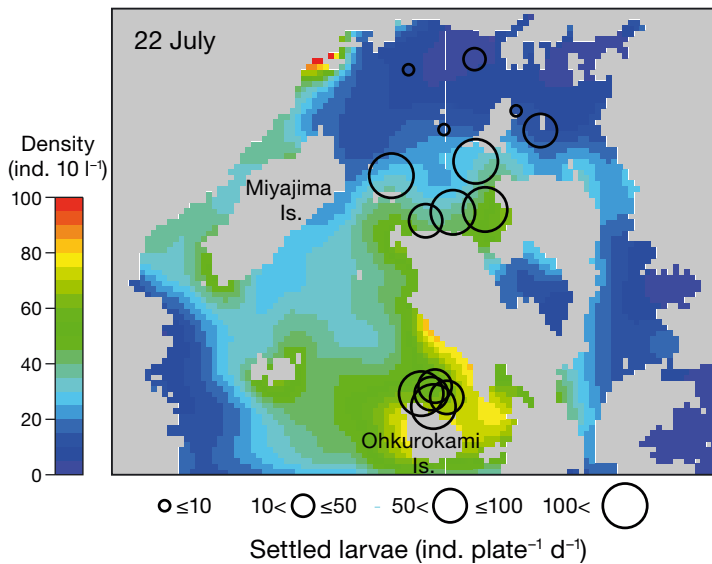 22 July
Density
(ind. 10 l⁻¹)
100
80
60
40
20
0
Miyajima
Is.
Ohkurokami
Is.
≤10 10< ≤50 - 50< ≤100 100<
Settled larvae (ind. plate⁻¹ d⁻¹)